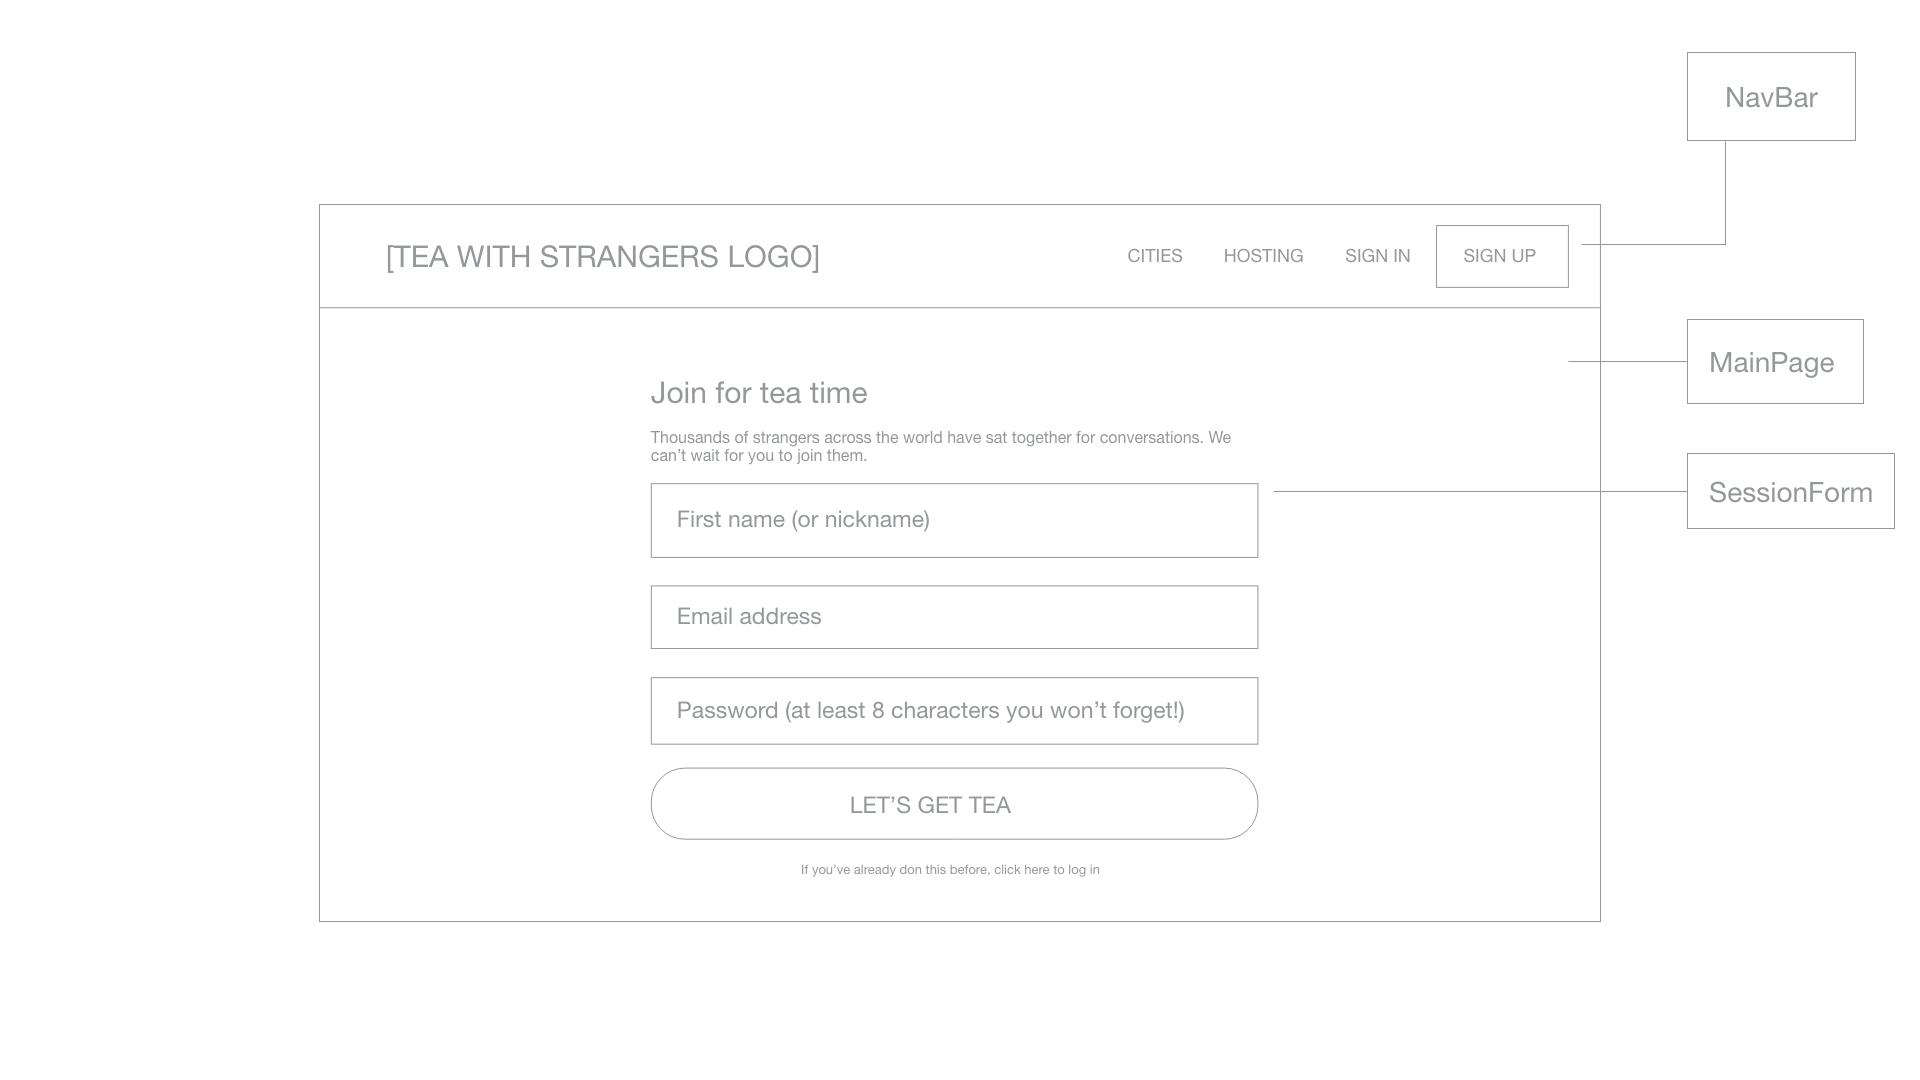 NavBar
[TEA WITH STRANGERS LOGO]
CITIES
HOSTING
SIGN IN
SIGN UP
MainPage
Join for tea time
Thousands of strangers across the world have sat together for conversations. We
can’t wait for you to join them.
SessionForm
First name (or nickname)
Email address
Password (at least 8 characters you won’t forget!)
LET’S GET TEA
If you’ve already don this before, click here to log in